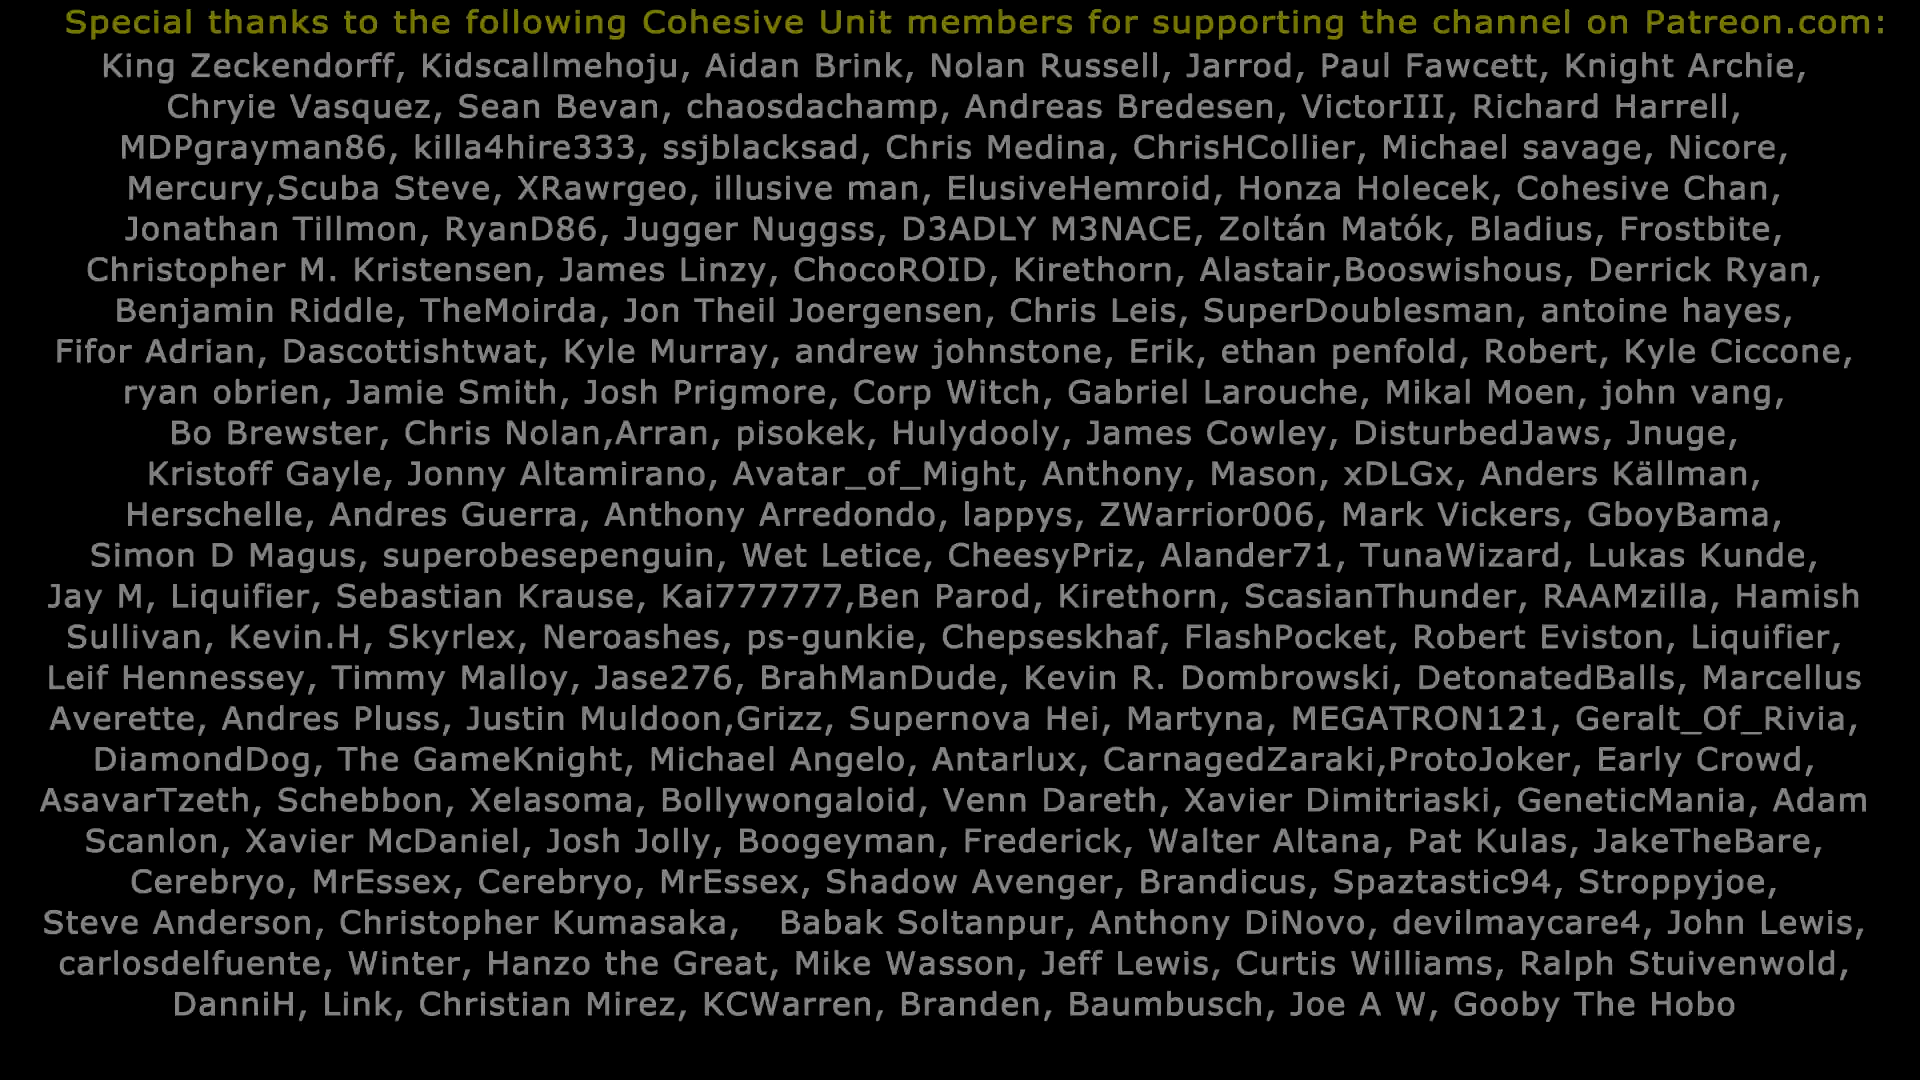 Special thanks to the following Cohesive Unit members for supporting the channel on Patreon.com:
King Zeckendorff, Kidscallmehoju, Aidan Brink, Nolan Russell, Jarrod, Paul Fawcett, Knight Archie,
Chryie Vasquez, Sean Bevan, chaosdachamp, Andreas Bredesen, VictorIII, Richard Harrell,
MDPgrayman86, killa4hire333, ssjblacksad, Chris Medina, ChrisHCollier, Michael savage, Nicore,
Mercury,Scuba Steve, XRawrgeo, illusive man, ElusiveHemroid, Honza Holecek, Cohesive Chan,
Jonathan Tillmon, RyanD86, Jugger Nuggss, D3ADLY M3NACE, Zoltán Matók, Bladius, Frostbite,
Christopher M. Kristensen, James Linzy, ChocoROID, Kirethorn, Alastair,Booswishous, Derrick Ryan,
Benjamin Riddle, TheMoirda, Jon Theil Joergensen, Chris Leis, SuperDoublesman, antoine hayes,
Fifor Adrian, Dascottishtwat, Kyle Murray, andrew johnstone, Erik, ethan penfold, Robert, Kyle Ciccone,
ryan obrien, Jamie Smith, Josh Prigmore, Corp Witch, Gabriel Larouche, Mikal Moen, john vang,
Bo Brewster, Chris Nolan,Arran, pisokek, Hulydooly, James Cowley, DisturbedJaws, Jnuge,
Kristoff Gayle, Jonny Altamirano, Avatar_of_Might, Anthony, Mason, xDLGx, Anders Källman,
Herschelle, Andres Guerra, Anthony Arredondo, lappys, ZWarrior006, Mark Vickers, GboyBama,
Simon D Magus, superobesepenguin, Wet Letice, CheesyPriz, Alander71, TunaWizard, Lukas Kunde,
Jay M, Liquifier, Sebastian Krause, Kai777777,Ben Parod, Kirethorn, ScasianThunder, RAAMzilla, Hamish
Sullivan, Kevin.H, Skyrlex, Neroashes, ps-gunkie, Chepseskhaf, FlashPocket, Robert Eviston, Liquifier,
Leif Hennessey, Timmy Malloy, Jase276, BrahManDude, Kevin R. Dombrowski, DetonatedBalls, Marcellus
Averette, Andres Pluss, Justin Muldoon,Grizz, Supernova Hei, Martyna, MEGATRON121, Geralt_Of_Rivia,
DiamondDog, The GameKnight, Michael Angelo, Antarlux, CarnagedZaraki,ProtoJoker, Early Crowd,
AsavarTzeth, Schebbon, Xelasoma, Bollywongaloid, Venn Dareth, Xavier Dimitriaski, GeneticMania, Adam
Scanlon, Xavier McDaniel, Josh Jolly, Boogeyman, Frederick, Walter Altana, Pat Kulas, JakeTheBare,
Cerebryo, MrEssex, Cerebryo, MrEssex, Shadow Avenger, Brandicus, Spaztastic94, Stroppyjoe,
Steve Anderson, Christopher Kumasaka,   Babak Soltanpur, Anthony DiNovo, devilmaycare4, John Lewis,
carlosdelfuente, Winter, Hanzo the Great, Mike Wasson, Jeff Lewis, Curtis Williams, Ralph Stuivenwold,
DanniH, Link, Christian Mirez, KCWarren, Branden, Baumbusch, Joe A W, Gooby The Hobo